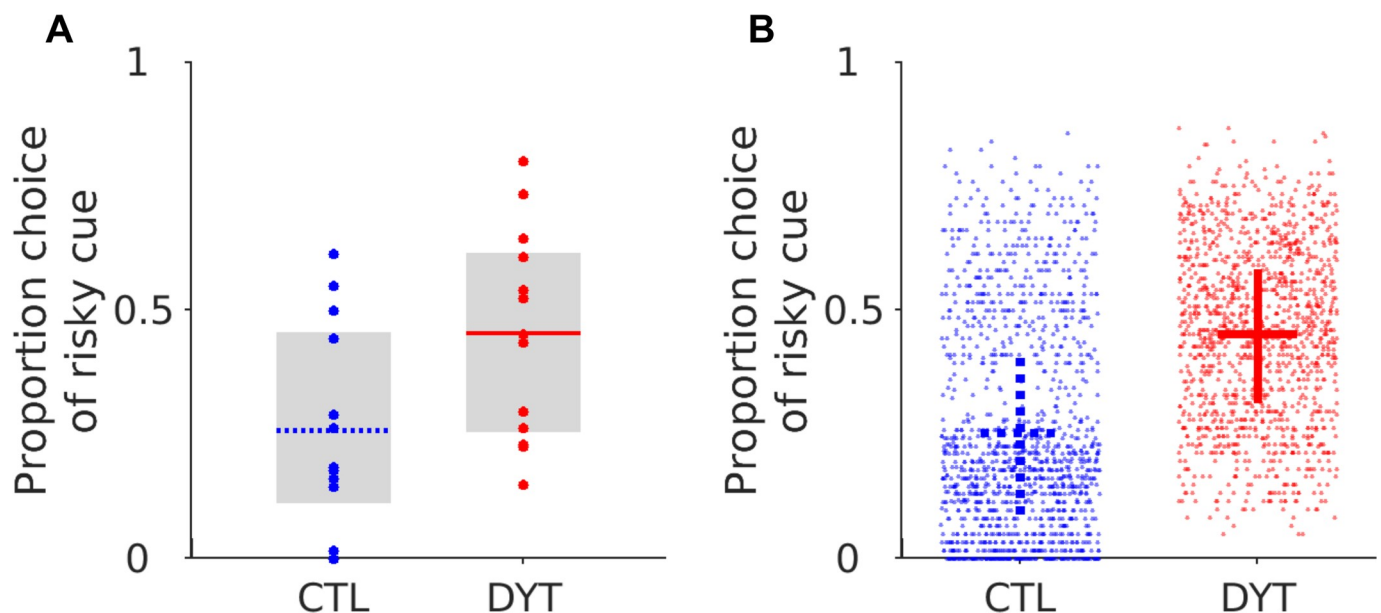 A
Proportion choice
of risky cue
1
0.5
0
CTL
DYT
B
Proportion choice
of risky cue
1
0.5
0
CTL
DYT